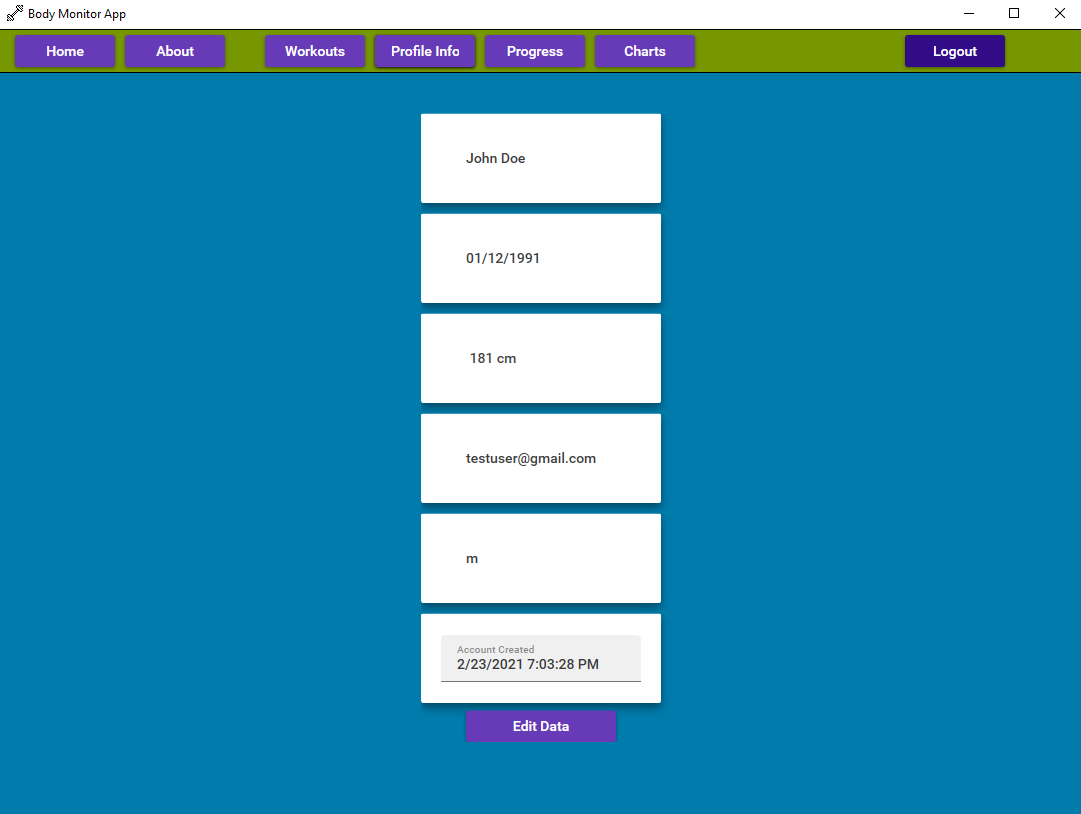 Body Monitor App
Home About Workouts Profile Info Progress Charts Logout
John Doe
01/12/1991
181 cm
testuser@gmail.com
m
Account Created
2/23/2021 7:03:28 PM
Edit Data